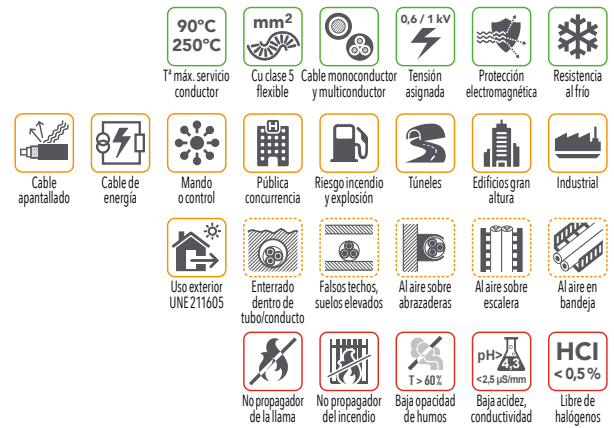 90°C
250°C
Tª máx. servicio
conductor
mm²
Cu clase 5
flexible
Cable monoconductor
y multiconductor
0,6 / 1 kV
Tensión
asignada
Protección
electromagnética
Resistencia
al frío
Cable
apantallado
Cable de
energía
Mando
o control
H
Pública
concurrencia
Riesgo incendio
y explosión
Túneles
Edificios gran
altura
Industrial
Uso exterior
UNE 211605
Enterrado
dentro de
tubo/conducto
Falsos techos,
suelos elevados
Al aire sobre
abrazaderas
Al aire sobre
escalera
Al aire en
bandeja
No propagador
de la llama
No propagador
del incendio
T > 60%
Baja opacidad
de humos
pH>
4,3
<2,5 µS/mm
Baja acidez,
conductividad
HCl
< 0,5 %
Libre de
halógenos